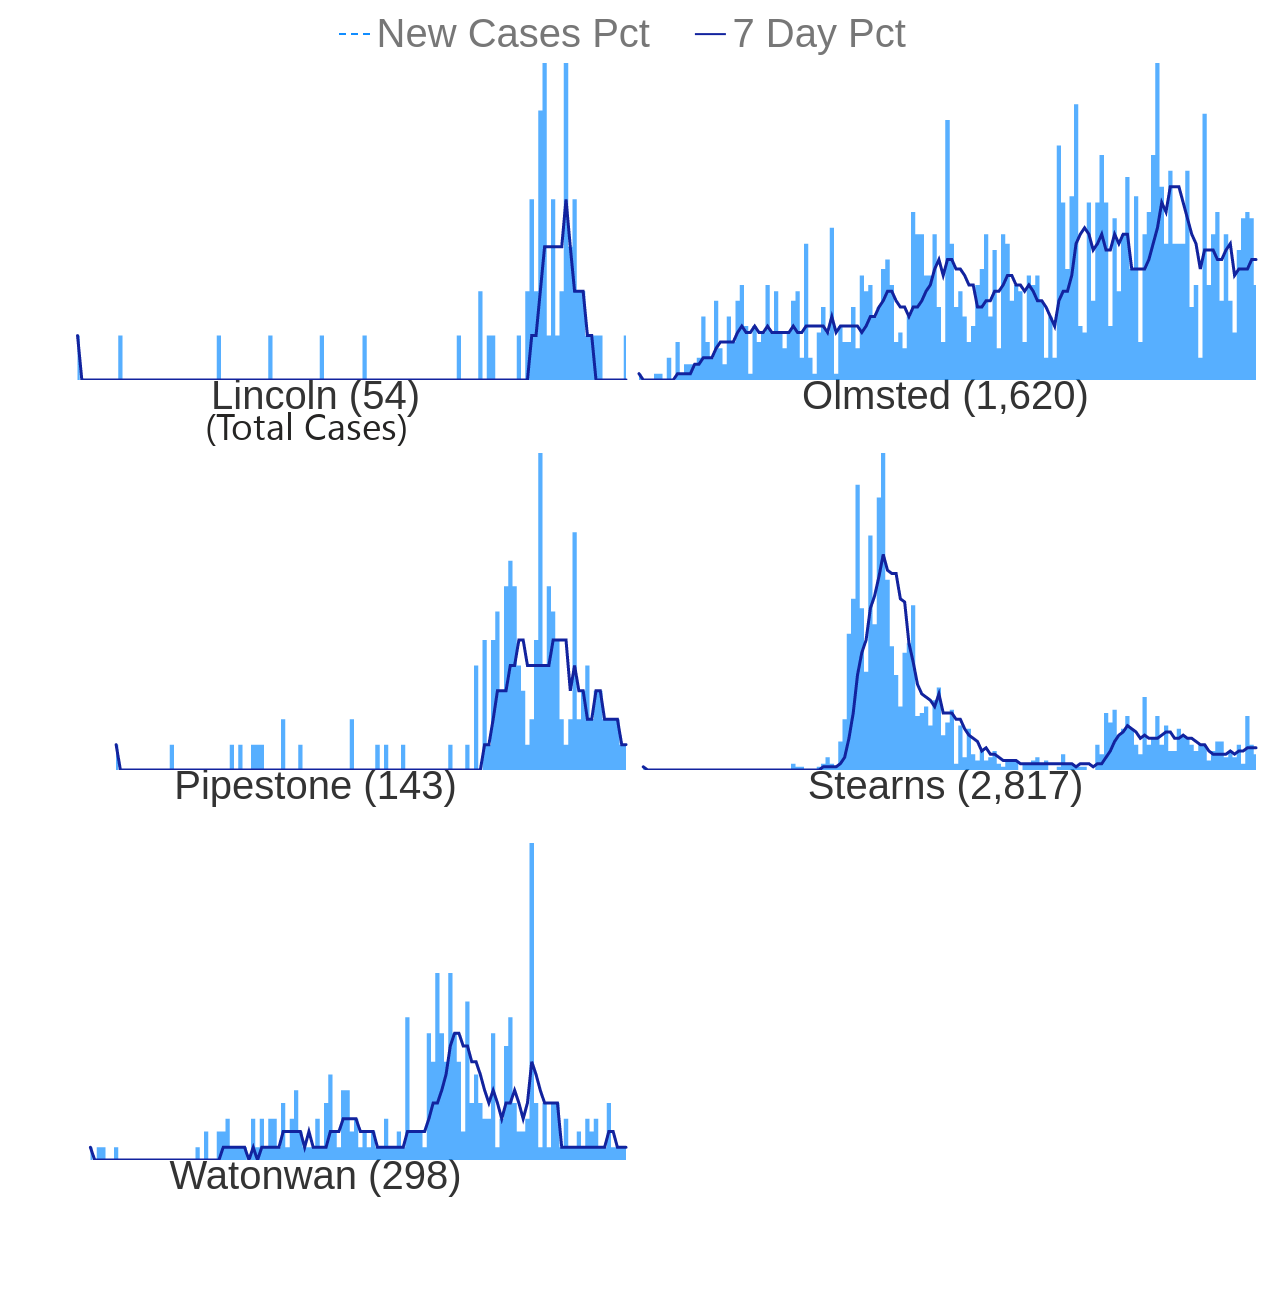 New Cases Pct 7 Day Pct
Lincoln (54)
(Total Cases)
Olmsted (1,620)
Pipestone (143)
Stearns (2,817)
Watonwan (298)